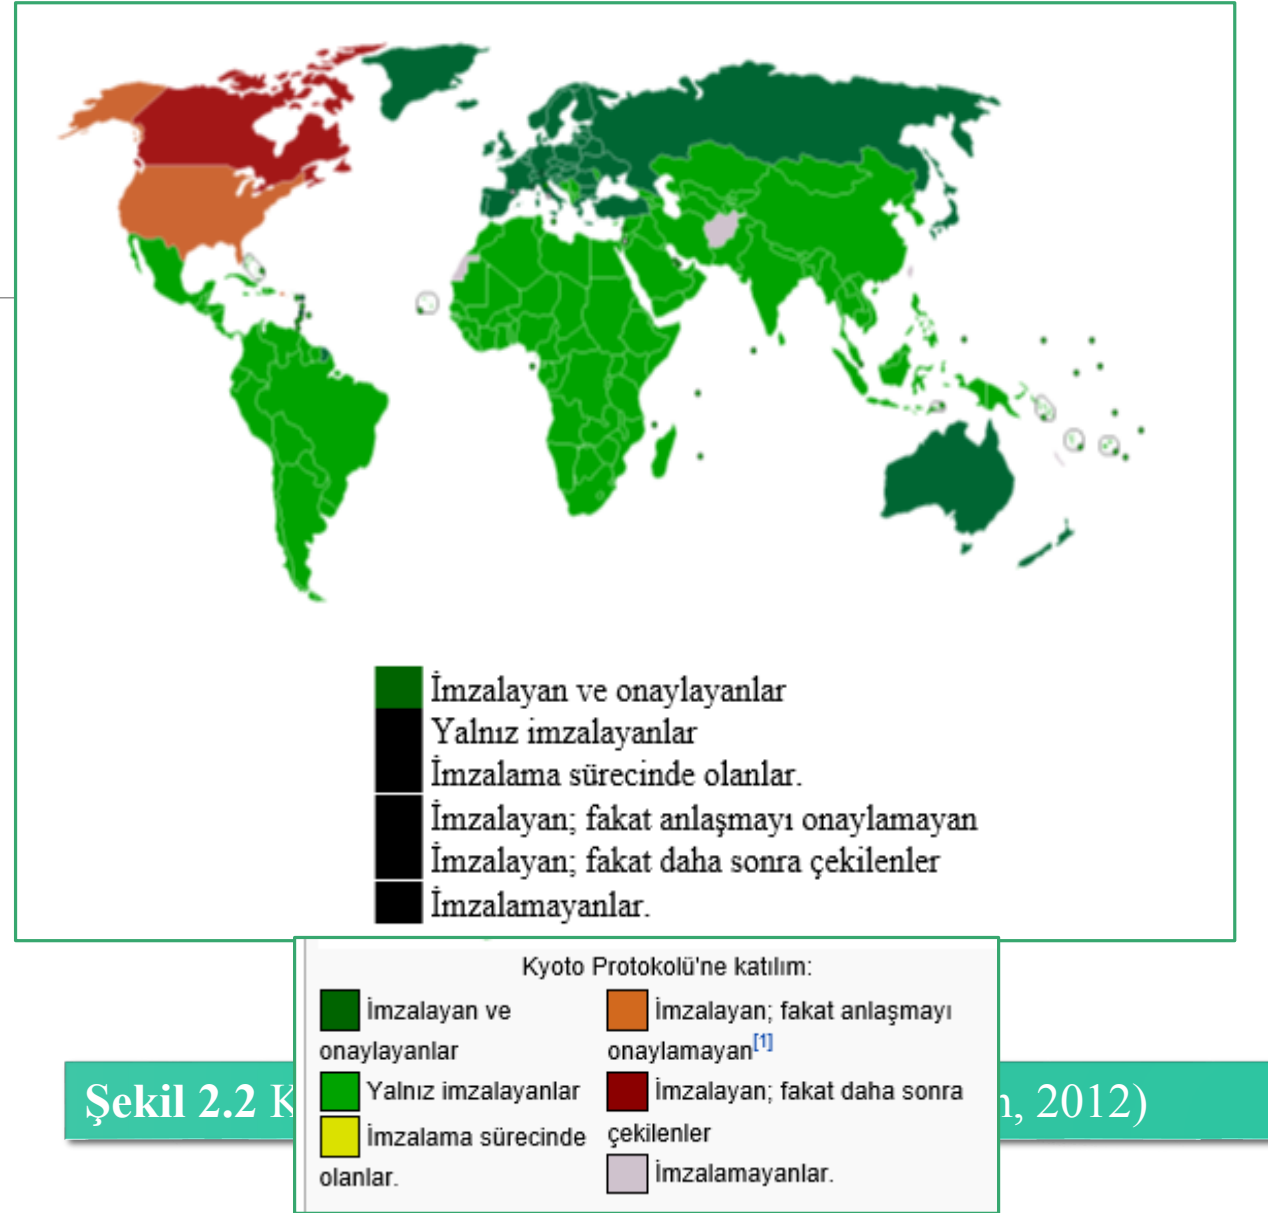 İmzalayan ve onaylayanlar
Yalnız imzalayanlar
İmzalama sürecinde olanlar.
İmzalayan; fakat anlaşmayı onaylamayan
İmzalayan; fakat daha sonra çekilenler
İmzalamayanlar.
Kyoto Protokolü'ne katılım:
İmzalayan ve
onaylayanlar
Yalnız imzalayanlar
İmzalama sürecinde
olanlar.
İmzalayan; fakat anlaşmayı
onaylamayan[1]
İmzalayan; fakat daha sonra
çekilenler
İmzalamayanlar.
Şekil 2.2 K , 2012)